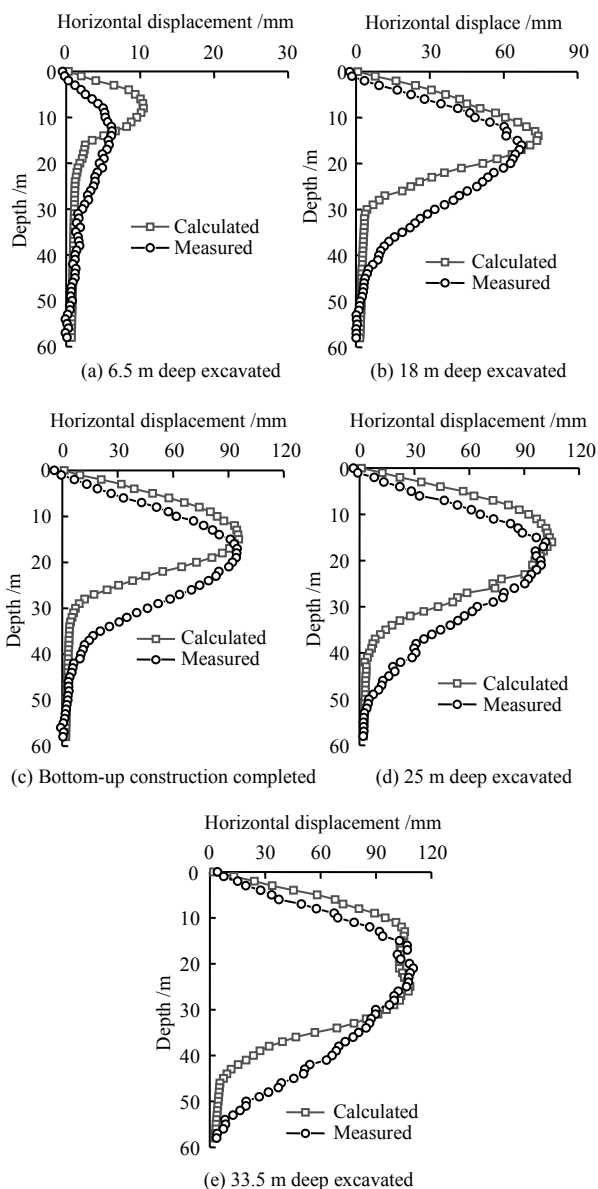 Horizontal displacement /mm
0 10 20 30
0
10
20
30
40
50
60
Depth /m
Calculated
Measured
(a) 6.5 m deep excavated
Horizontal displace /mm
0 30 60 90
0
10
20
30
40
50
60
Depth /m
Calculated
Measured
(b) 18 m deep excavated
Horizontal displacement /mm
0 30 60 90 120
0
10
20
30
40
50
60
Depth /m
Calculated
Measured
(c) Bottom-up construction completed
Horizontal displacement /mm
0 30 60 90 120
0
10
20
30
40
50
60
Depth /m
Calculated
Measured
(d) 25 m deep excavated
Horizontal displacement /mm
0 30 60 90 120
0
10
20
30
40
50
60
Depth /m
Calculated
Measured
(e) 33.5 m deep excavated